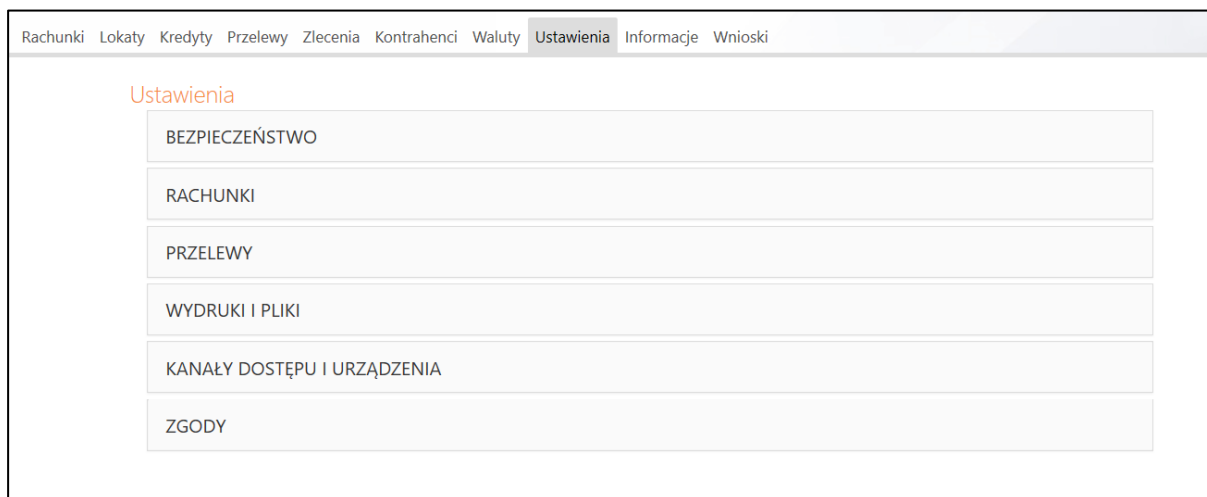 Rachunki Lokaty Kredyty Przelewy Zlecenia Kontrahenci Waluty Ustawienia Informacje Wnioski
Ustawienia
BEZPIECZEŃSTWO
RACHUNKI
PRZELEWY
WYDRUKI I PLIKI
KANAŁY DOSTĘPU I URZĄDZENIA
ZGODY